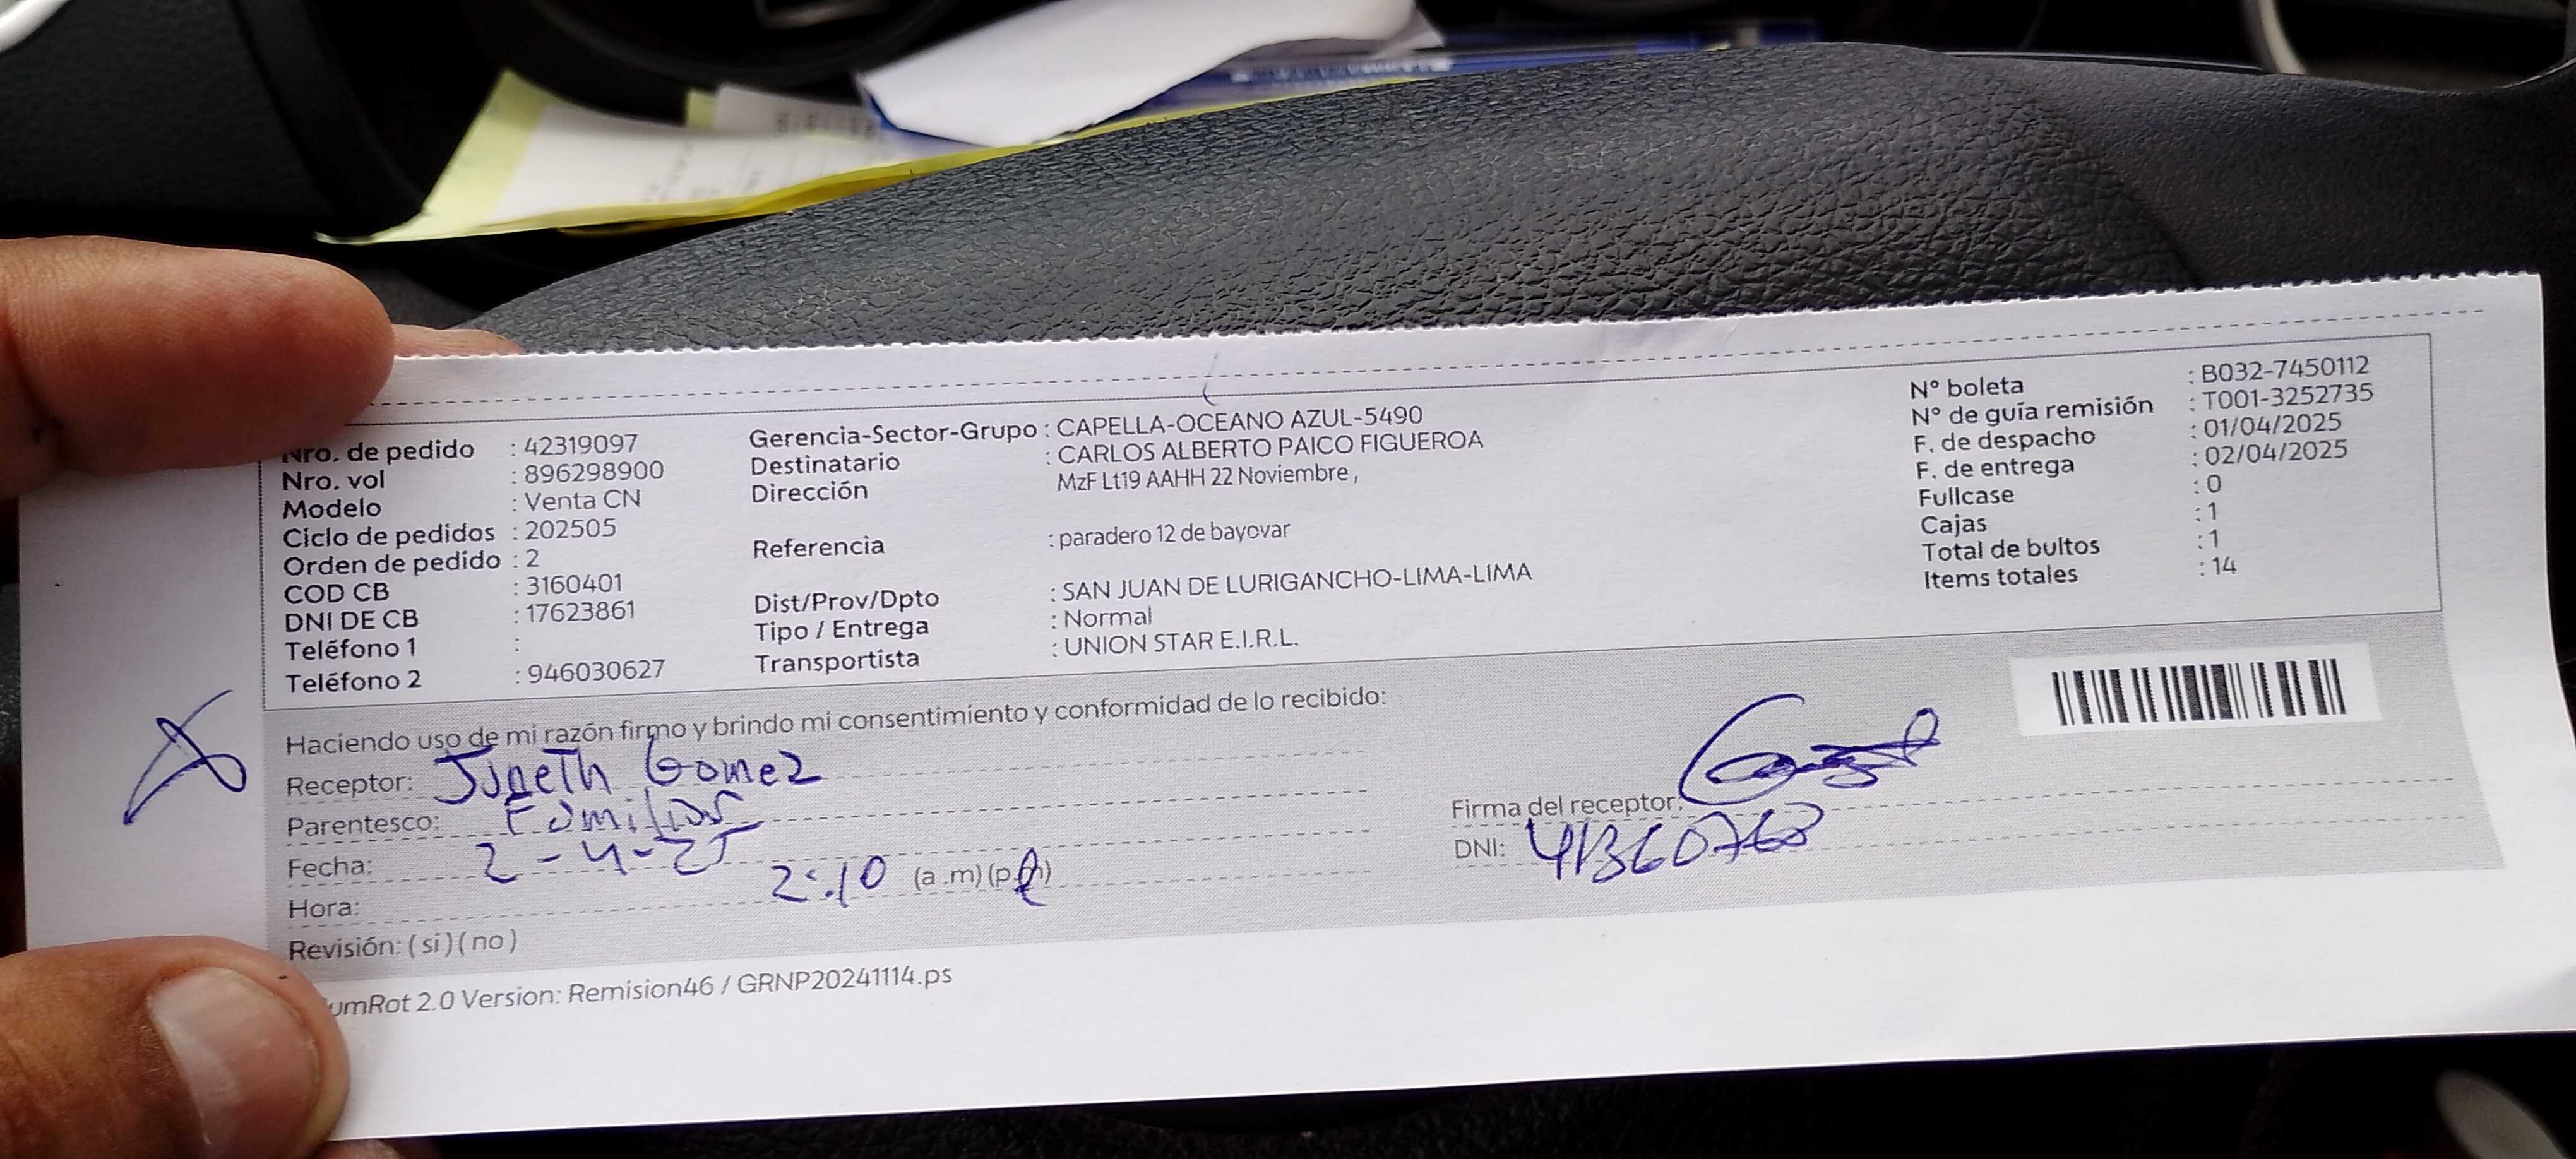 Nro. de pedido : 42319097
Nro. vol : 896298900
Modelo : Venta CN
Ciclo de pedidos : 202505
Orden de pedido : 2
COD CB : 3160401
DNI DE CB : 17623861
Teléfono 1 :
Teléfono 2 : 946030627
Gerencia-Sector-Grupo : CAPELLA-OCEANO AZUL-5490
Destinatario : CARLOS ALBERTO PAICO FIGUEROA
Dirección MzF Lt19 AAHH 22 Noviembre ,
Referencia : paradero 12 de bayovar
Dist/Prov/Dpto : SAN JUAN DE LURIGANCHO-LIMA-LIMA
Tipo / Entrega : Normal
Transportista : UNION STAR E.I.R.L.
N° boleta : B032-7450112
N° de guía remisión : T001-3252735
F. de despacho : 01/04/2025
F. de entrega : 02/04/2025
Fullcase : 0
Cajas : 1
Total de bultos : 1
Items totales : 14
Haciendo uso de mi razón firmo y brindo mi consentimiento y conformidad de lo recibido:
Receptor: Janeth Gomez
Parentesco: Familiar
Fecha: 2-4-25
Hora: 2:10 (a .m) (p.m)
Revisión: ( si ) ( no )
Firma del receptor:
DNI:
umRot 2.0 Version: Remision46 / GRNP20241114.ps